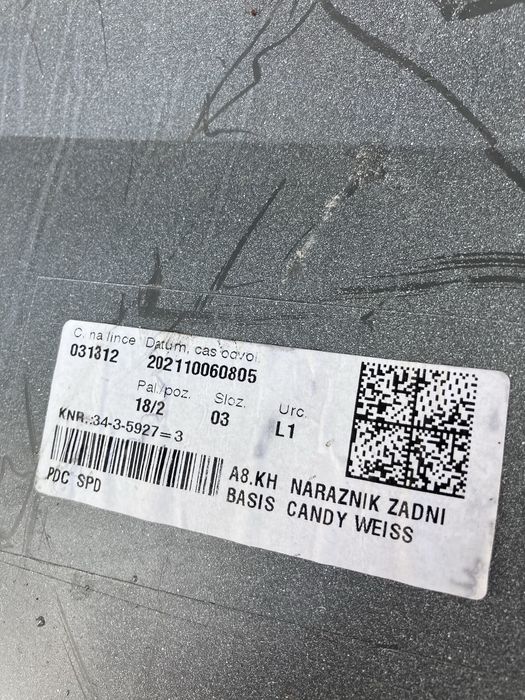 C. na lince Datum, cas odvol.
031312 202110060805
Pal./poz. Sloz. Urc.
18/2 03 L1
KNR.:34-3-5927=3
PDC SPD
A8.KH NARAZNIK ZADNI
BASIS CANDY WEISS